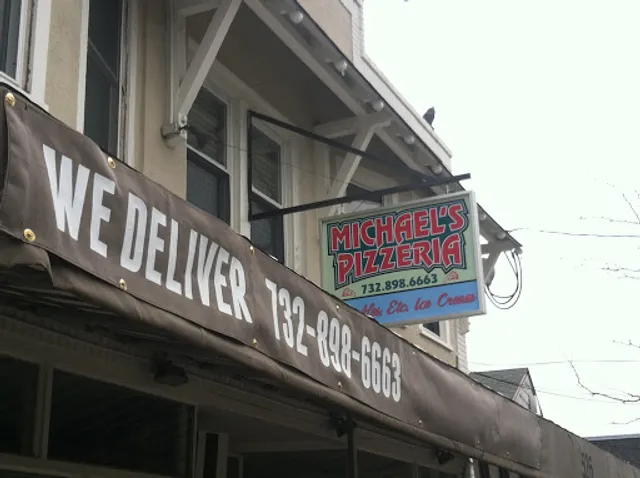 WE DELIVER 732-898-6663
MICHAEL'S
PIZZERIA
732.898.6663
Etc. Ice Cream